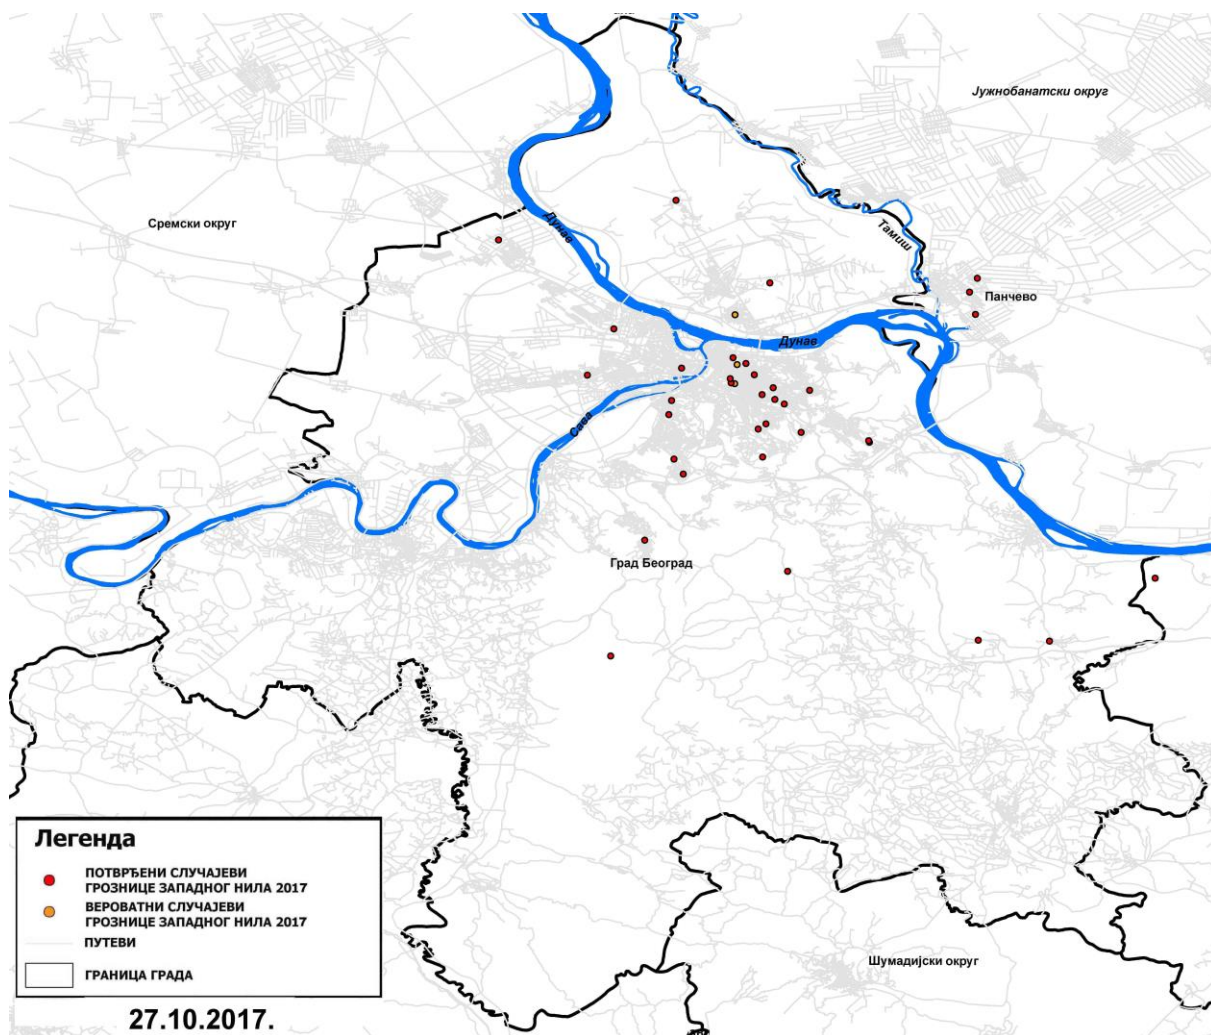 Јужнобанатски округ
Сремски округ
Дунав
Тамиш
Панчево
Дунав
Сава
Град Београд
Легенда
ПОТВРЂЕНИ СЛУЧАЈЕВИ
ГРОЗНИЦЕ ЗАПАДНОГ НИЛА 2017
ВЕРОВАТНИ СЛУЧАЈЕВИ
ГРОЗНИЦЕ ЗАПАДНОГ НИЛА 2017
ПУТЕВИ
ГРАНИЦА ГРАДА
Шумадијски округ
27.10.2017.